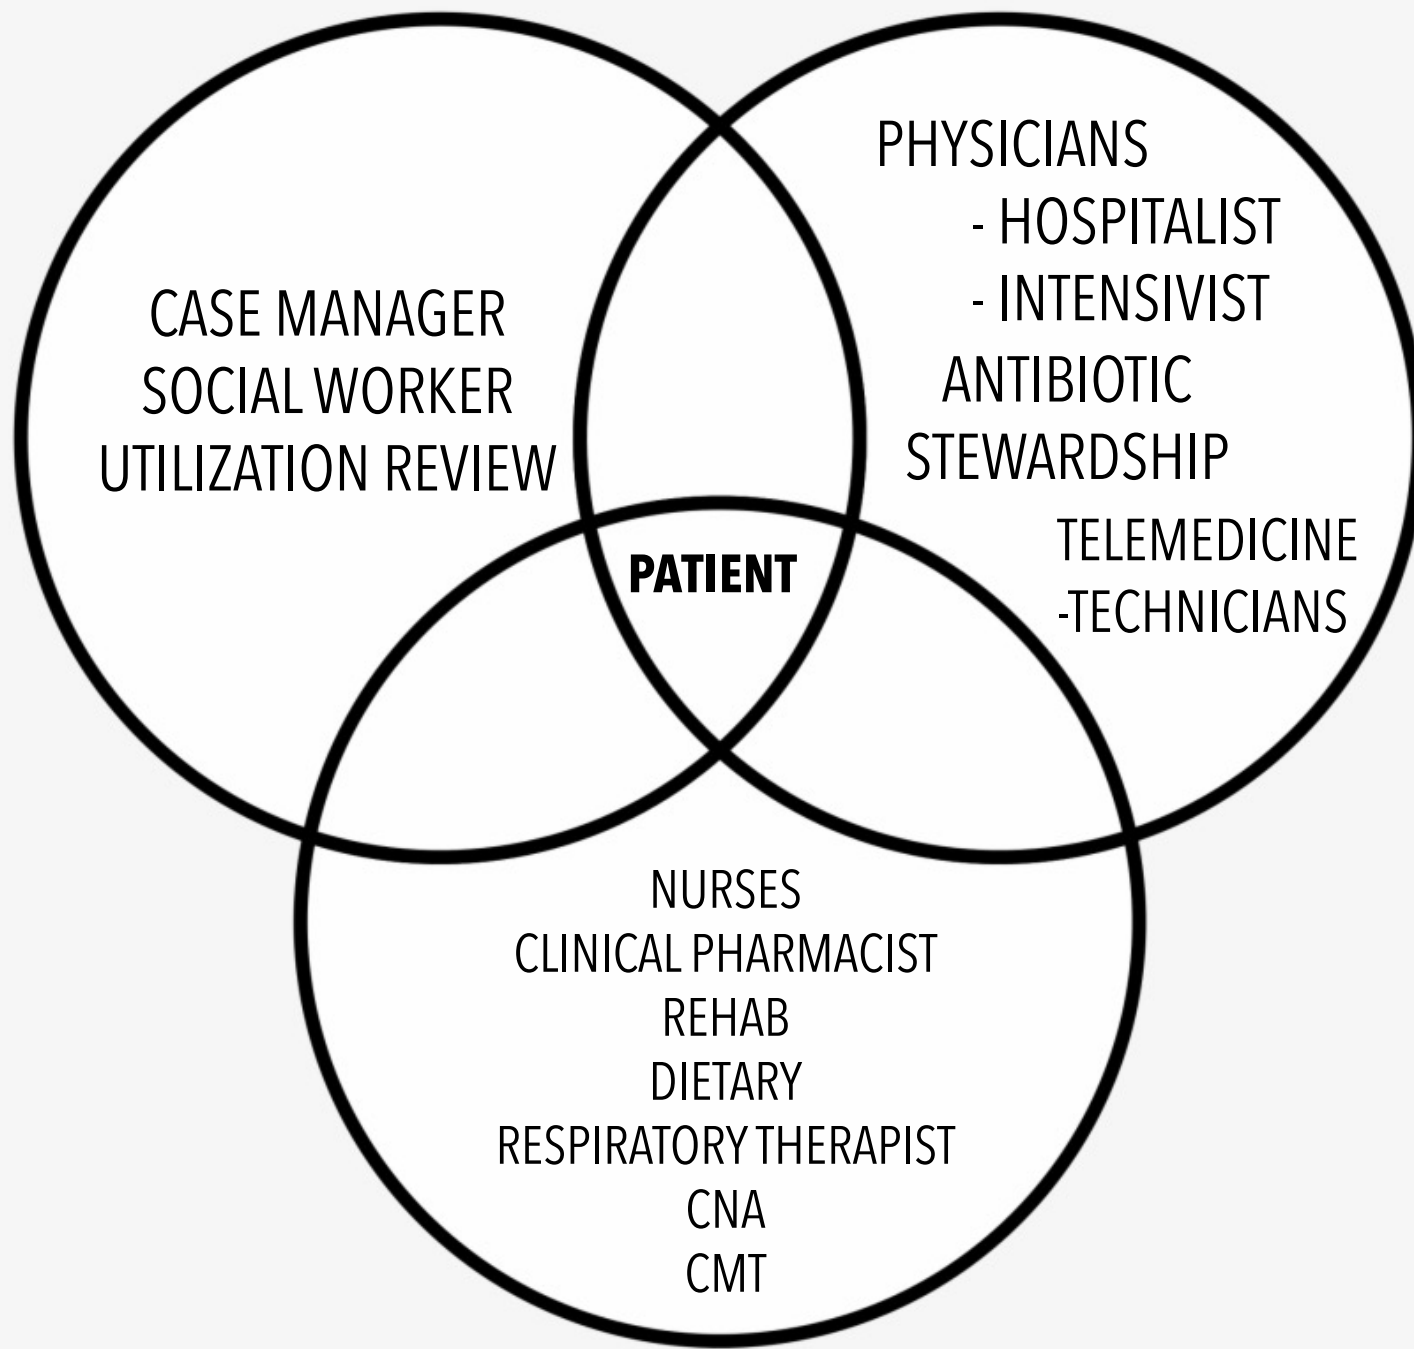 CASE MANAGER
SOCIAL WORKER
UTILIZATION REVIEW
PHYSICIANS
- HOSPITALIST
- INTENSIVIST
ANTIBIOTIC
STEWARDSHIP
TELEMEDICINE
-TECHNICIANS
PATIENT
NURSES
CLINICAL PHARMACIST
REHAB
DIETARY
RESPIRATORY THERAPIST
CNA
CMT